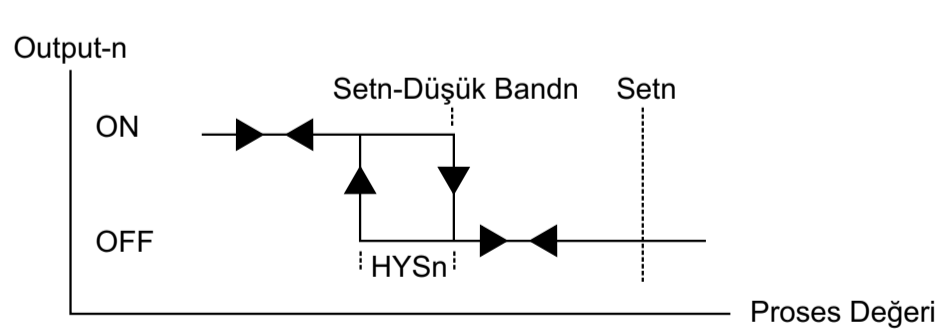 Output-n
Setn-Düşük Bandn
Setn
ON
OFF
HYSn
Proses Değeri